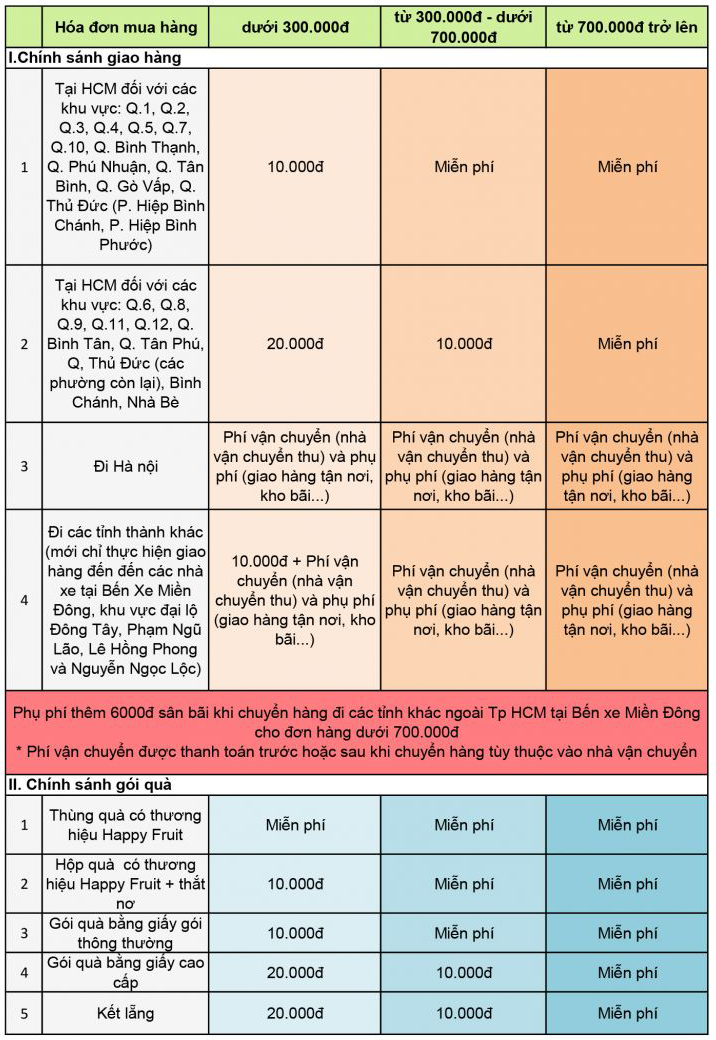 Hóa đơn mua hàng
dưới 300.000đ
từ 300.000đ - dưới
700.000đ
từ 700.000đ trở lên
I.Chính sánh giao hàng
1
Tại HCM đối với các
khu vực: Q.1, Q.2,
Q.3, Q.4, Q.5, Q.7,
Q.10, Q. Bình Thạnh,
Q. Phú Nhuận, Q. Tân
Bình, Q. Gò Vấp, Q.
Thủ Đức (P. Hiệp Bình
Chánh, P. Hiệp Bình
Phước)
10.000đ
Miễn phí
Miễn phí
2
Tại HCM đối với các
khu vực: Q.6, Q.8,
Q.9, Q.11, Q.12, Q.
Bình Tân, Q. Tân Phú,
Q, Thủ Đức (các
phường còn lại), Bình
Chánh, Nhà Bè
20.000đ
10.000đ
Miễn phí
3
Đi Hà nội
Phí vận chuyển (nhà
vận chuyển thu) và phụ
phí (giao hàng tận nơi,
kho bãi...)
Phí vận chuyển (nhà
vận chuyển thu) và
phụ phí (giao hàng tận
nơi, kho bãi...)
Phí vận chuyển (nhà
vận chuyển thu) và
phụ phí (giao hàng
tận nơi, kho bãi...)
4
Đi các tỉnh thành khác
(mới chỉ thực hiện giao
hàng đến đến các nhà
xe tại Bến Xe Miền
Đông, khu vực đại lộ
Đông Tây, Phạm Ngũ
Lão, Lê Hồng Phong
và Nguyễn Ngọc Lộc)
10.000đ + Phí vận
chuyển (nhà vận
chuyển thu) và phụ phí
(giao hàng tận nơi, kho
bãi...)
Phí vận chuyển (nhà
vận chuyển thu) và
phụ phí (giao hàng tận
nơi, kho bãi...)
Phí vận chuyển (nhà
vận chuyển thu) và
phụ phí (giao hàng
tận nơi, kho bãi...)
Phụ phí thêm 6000đ sân bãi khi chuyển hàng đi các tỉnh khác ngoài Tp HCM tại Bến xe Miền Đông
cho đơn hàng dưới 700.000đ
* Phí vận chuyển được thanh toán trước hoặc sau khi chuyển hàng tùy thuộc vào nhà vận chuyển
II. Chính sánh gói quà
1
Thùng quà có thương
hiệu Happy Fruit
Miễn phí
Miễn phí
Miễn phí
2
Hộp quà có thương
hiệu Happy Fruit + thắt
nơ
10.000đ
Miễn phí
Miễn phí
3
Gói quà bằng giấy gói
thông thường
10.000đ
Miễn phí
Miễn phí
4
Gói quà bằng giấy cao
cấp
20.000đ
10.000đ
Miễn phí
5
Kết lẵng
20.000đ
10.000đ
Miễn phí